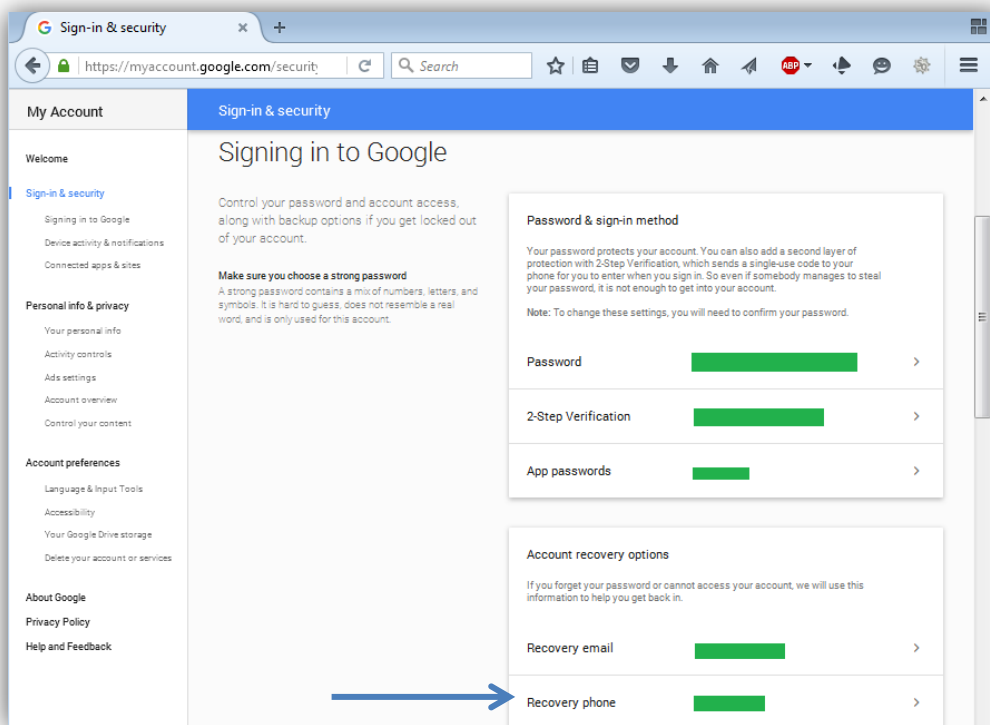 Sign-in & security
https://myaccount.google.com/security
Search
ABP
My Account
Sign-in & security
Welcome
Sign-in & security
Signing in to Google
Device activity & notifications
Connected apps & sites
Personal info & privacy
Your personal info
Activity controls
Ads settings
Account overview
Control your content
Account preferences
Language & Input Tools
Accessibility
Your Google Drive storage
Delete your account or services
About Google
Privacy Policy
Help and Feedback
Signing in to Google
Control your password and account access,
along with backup options if you get locked out
of your account.
Make sure you choose a strong password
A strong password contains a mix of numbers, letters, and
symbols. It is hard to guess, does not resemble a real
word, and is only used for this account.
Password & sign-in method
Your password protects your account. You can also add a second layer of
protection with 2-Step Verification, which sends a single-use code to your
phone for you to enter when you sign in. So even if somebody manages to steal
your password, it is not enough to get into your account.
Note: To change these settings, you will need to confirm your password.
Password
2-Step Verification
App passwords
Account recovery options
If you forget your password or cannot access your account, we will use this
information to help you get back in.
Recovery email
Recovery phone